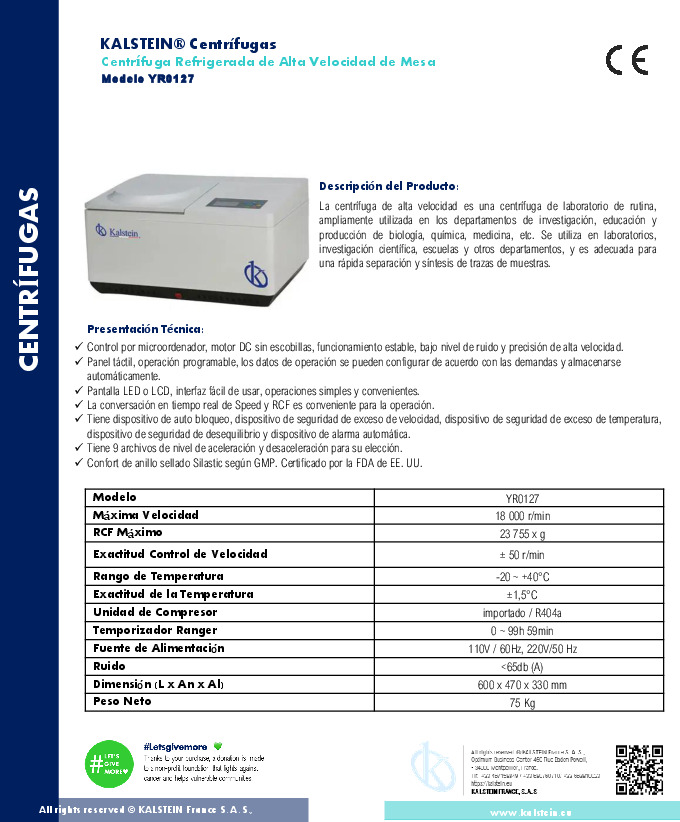 KALSTEIN® Centrífugas
Centrífuga Refrigerada de Alta Velocidad de Mesa
Modelo YR0127
CE
CENTRÍFUGAS
Kalstein
Descripción del Producto:
La centrífuga de alta velocidad es una centrífuga de laboratorio de rutina,
ampliamente utilizada en los departamentos de investigación, educación y
producción de biología, química, medicina, etc. Se utiliza en laboratorios,
investigación científica, escuelas y otros departamentos, y es adecuada para
una rápida separación y síntesis de trazas de muestras.
Presentación Técnica:
✓ Control por microordenador, motor DC sin escobillas, funcionamiento estable, bajo nivel de ruido y precisión de alta velocidad.
✓ Panel táctil, operación programable, los datos de operación se pueden configurar de acuerdo con las demandas y almacenarse
automáticamente.
✓ Pantalla LED o LCD, interfaz fácil de usar, operaciones simples y convenientes.
✓ La conversación en tiempo real de Speed y RCF es conveniente para la operación.
✓ Tiene dispositivo de auto bloqueo, dispositivo de seguridad de exceso de velocidad, dispositivo de seguridad de exceso de temperatura,
dispositivo de seguridad de desequilibrio y dispositivo de alarma automática.
✓ Tiene 9 archivos de nivel de aceleración y desaceleración para su elección.
✓ Confort de anillo sellado Silastic según GMP. Certificado por la FDA de EE. UU.
Modelo YR0127
Máxima Velocidad 18 000 r/min
RCF Máximo 23 755 x g
Exactitud Control de Velocidad ± 50 r/min
Rango de Temperatura -20 ~ +40°C
Exactitud de la Temperatura ±1,5°C
Unidad de Compresor importado / R404a
Temporizador Ranger 0 ~ 99h 59min
Fuente de Alimentación 110V / 60Hz, 220V/50 Hz
Ruido <65db (A)
Dimensión (L x An x Al) 600 x 470 x 330 mm
Peso Neto 75 Kg
#LET'S
GIVE
MORE
#Letsgivemore
Thanks to your purchase, a donation is made
to a non-profit foundation that fights against
cancer and helps vulnerable communities
All rights reserved ® KALSTEIN France S. A. S.,
Optimum Business Center 450 Rue Baden Powell,
34000 Montpellier, France.
https://kalstein.eu
KALSTEIN FRANCE, S.A.S
All rights reserved © KALSTEIN France S.A.S.,
www.kalstein.eu